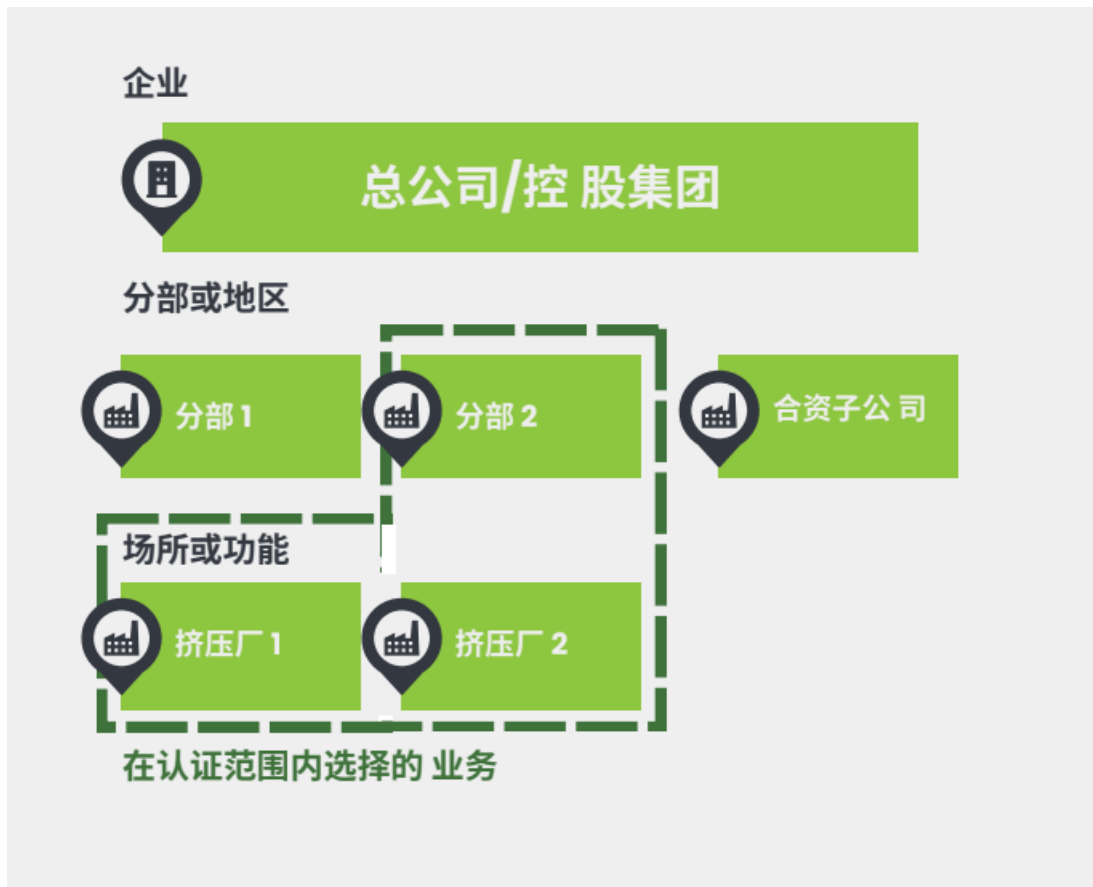 企业
总公司/控 股集团
分部或地区
分部 1
分部 2
合资子公 司
场所或功能
挤压厂 1
挤压厂 2
在认证范围内选择的 业务